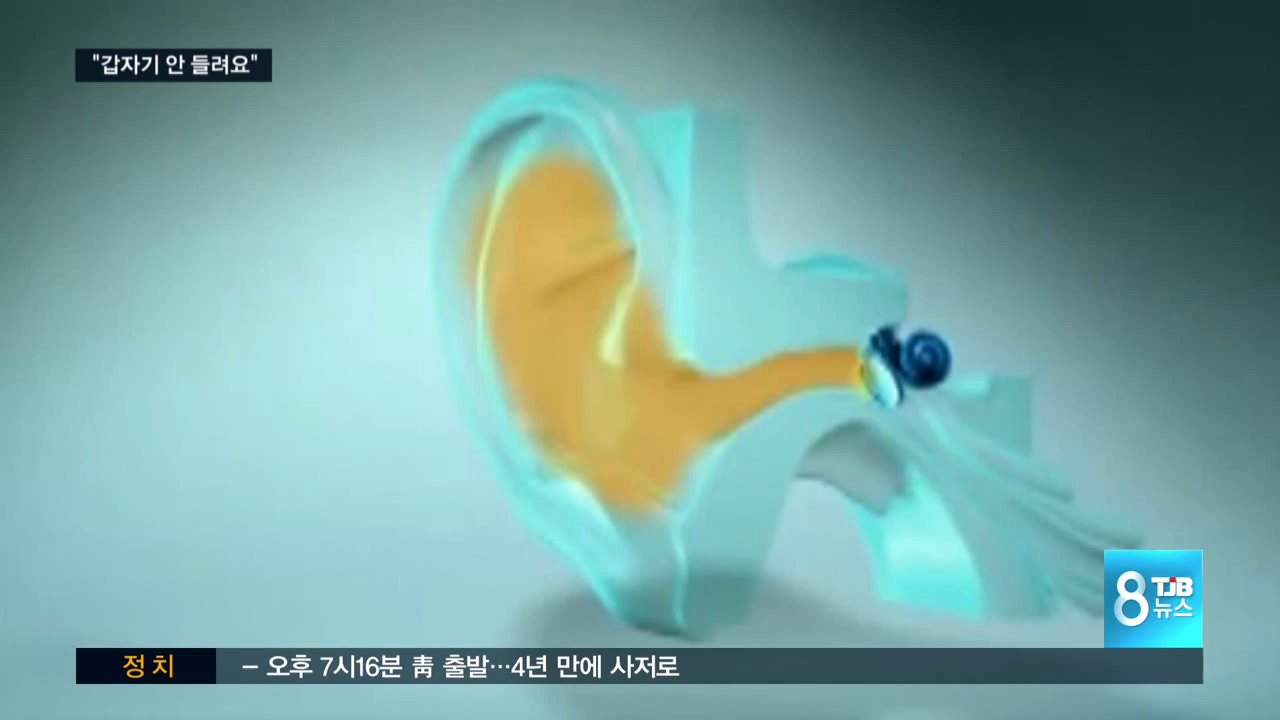 "갑자기 안 들려요"
8 TJB
뉴스
정치 – 오후 7시16분 靑 출발…4년 만에 사저로